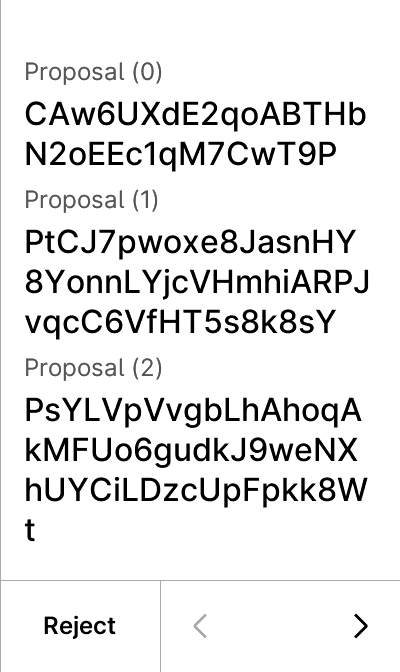 Proposal (0)
CAw6UXdE2qoABTHb
N2oEEc1qM7CwT9P
Proposal (1)
PtCJ7pwoxe8JasnHY
8YonnLYjcVHmhiARPJ
vqcC6VfHT5s8k8sY
Proposal (2)
PsYLVpVvgbLhAhoqA
kMFUo6gudkJ9weNX
hUYCiLDzcUpFpkk8W
t
Reject